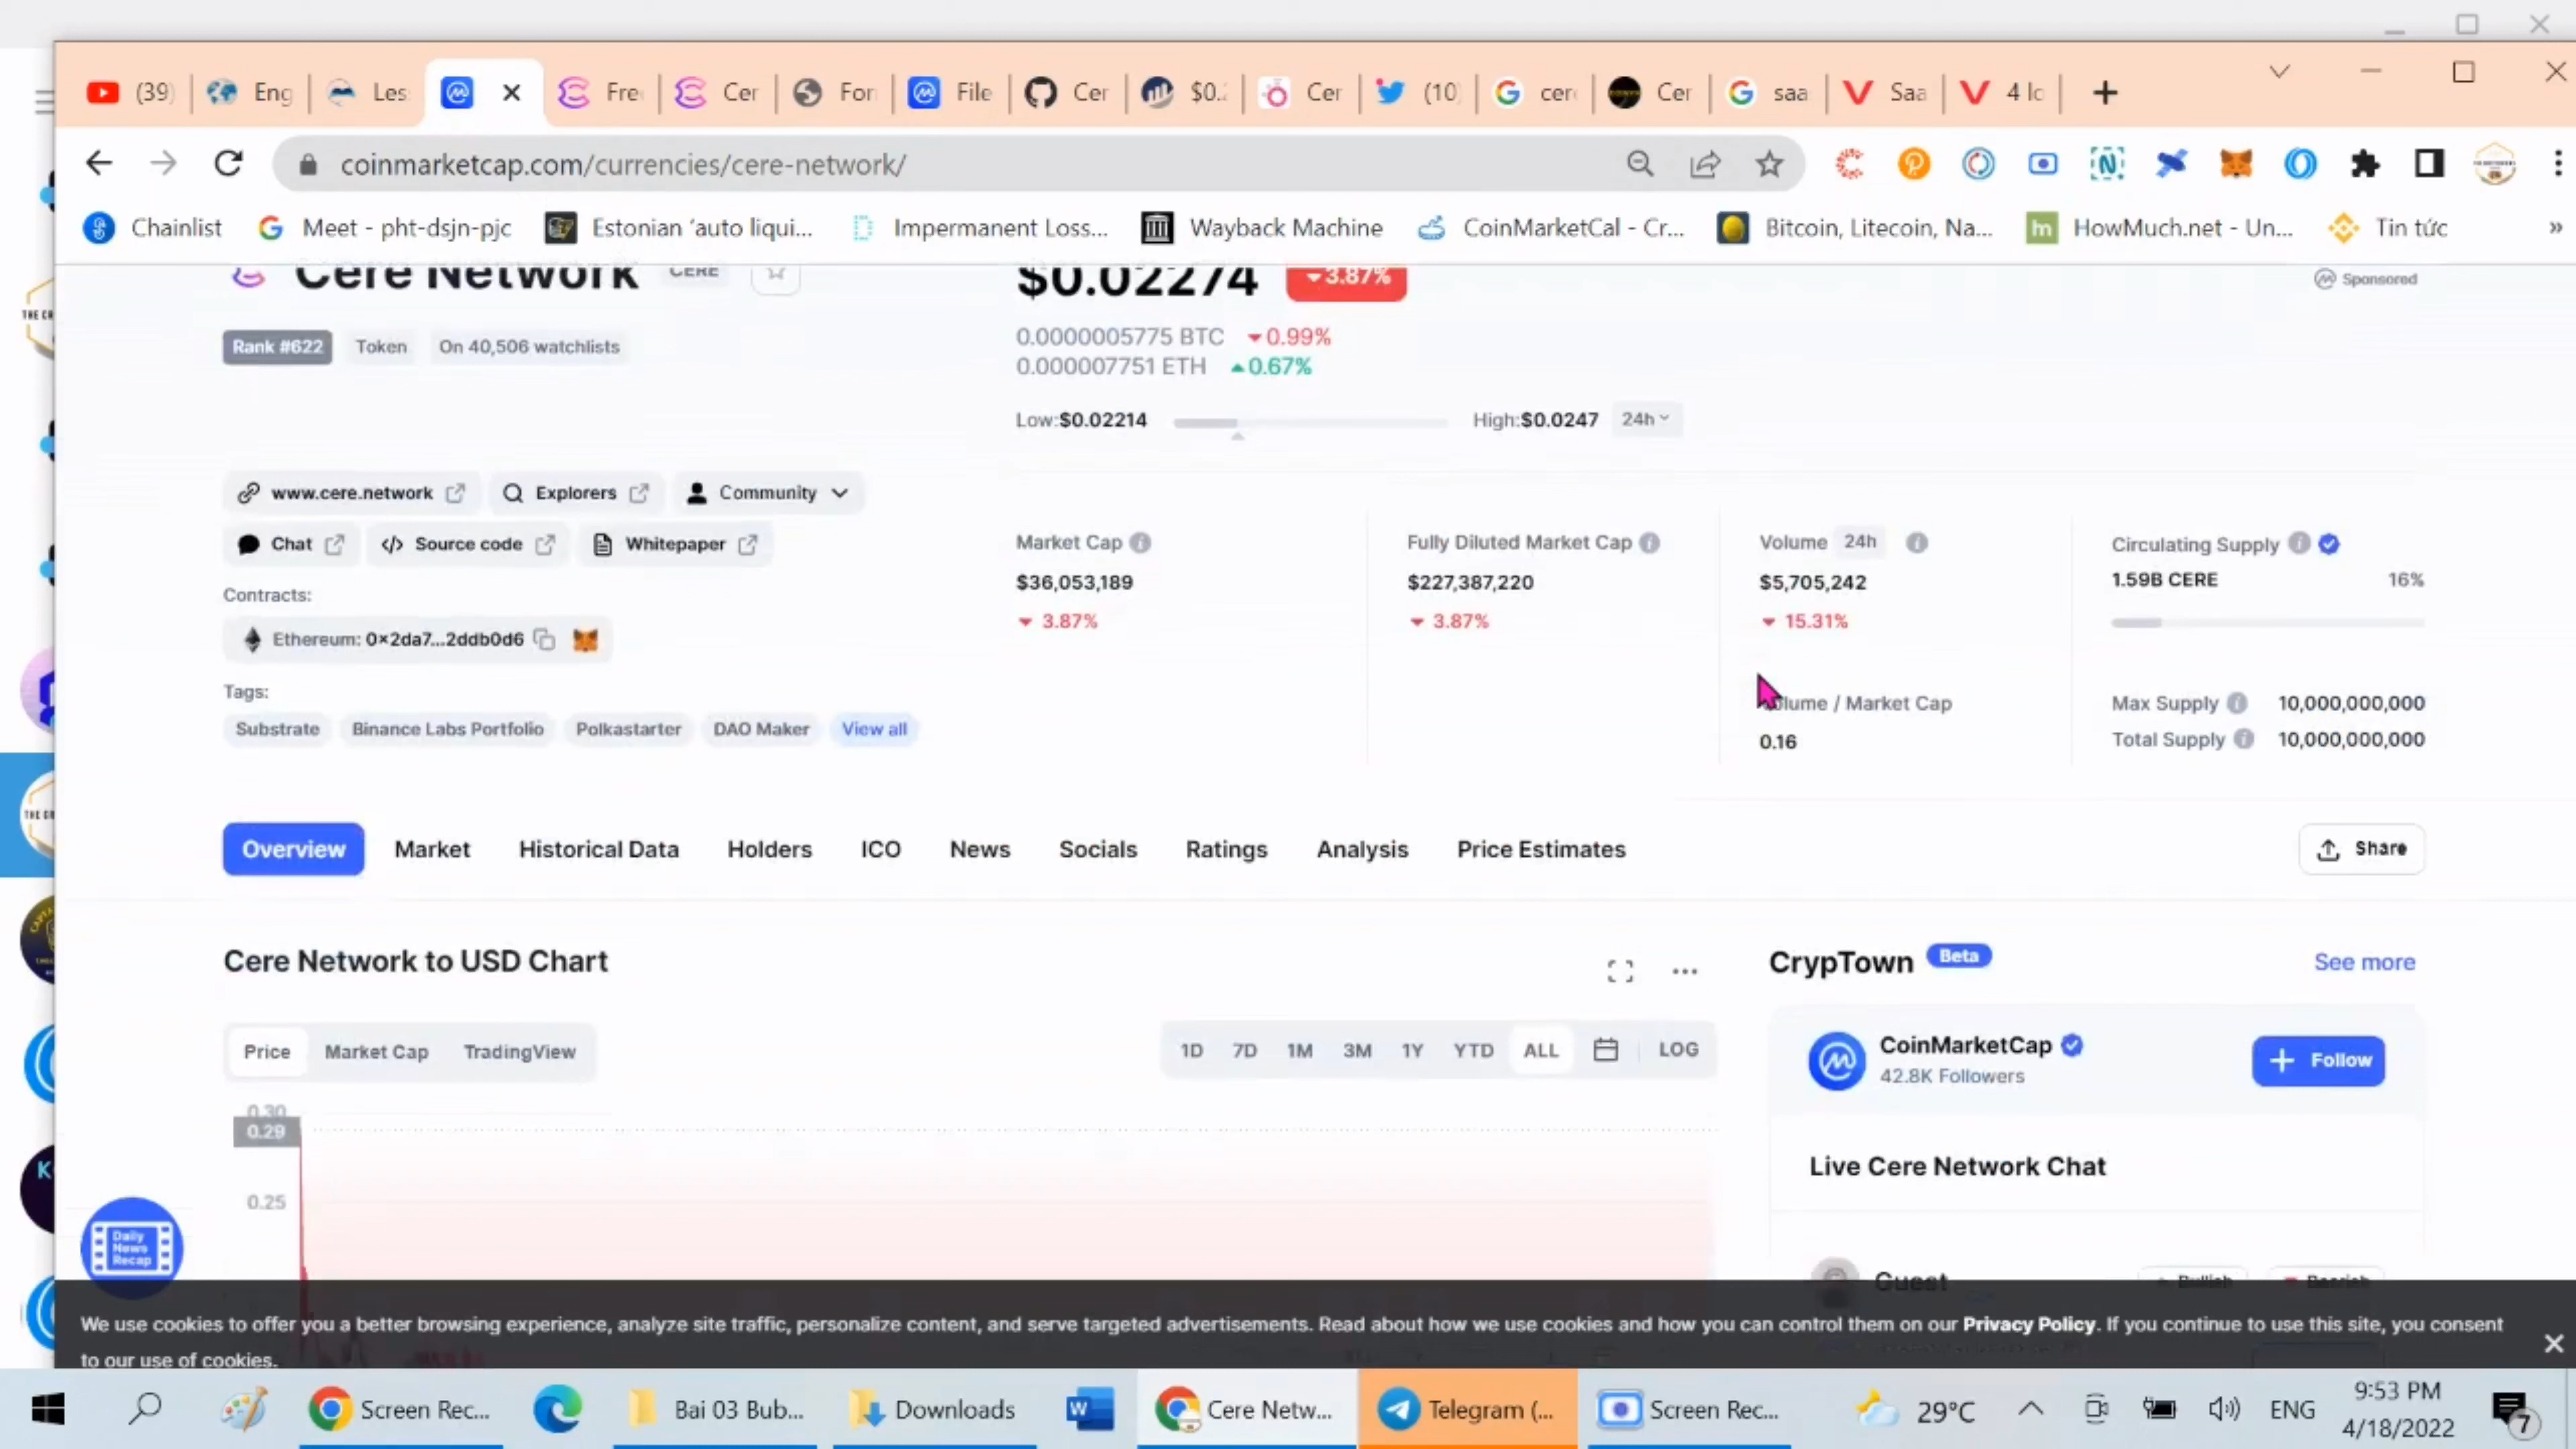 (39)
Eng
Les
Fre
Cer
For
File
Cer
$0.
Cer
(10)
cer
Cer
saa
Saa
4 lc
coinmarketcap.com/currencies/cere-network/
Chainlist
Meet - pht-dsjn-pjc
Estonian ‘auto liqui...
Impermanent Loss...
Wayback Machine
CoinMarketCal - Cr...
Bitcoin, Litecoin, Na...
hm
HowMuch.net - Un...
Tin tức
»
Cere Network CERE
$0.02274 3.87%
Sponsored
Rank #622 Token On 40,506 watchlists
0.0000005775 BTC 0.99%
0.000007751 ETH 0.67%
Low:$0.02214 High:$0.0247 24h
www.cere.network Explorers Community
Chat Source code Whitepaper
Contracts:
Ethereum: 0x2da7...2ddb0d6
Tags:
Substrate Binance Labs Portfolio Polkastarter DAO Maker View all
Market Cap
$36,053,189
3.87%
Fully Diluted Market Cap
$227,387,220
3.87%
Volume 24h
$5,705,242
15.31%
Volume / Market Cap
0.16
Circulating Supply
1.59B CERE 16%
Max Supply 10,000,000,000
Total Supply 10,000,000,000
Overview Market Historical Data Holders ICO News Socials Ratings Analysis Price Estimates Share
Cere Network to USD Chart
Price Market Cap TradingView
1D 7D 1M 3M 1Y YTD ALL LOG
0.30
0.29
0.25
CrypTown Beta See more
CoinMarketCap
42.8K Followers
Follow
Live Cere Network Chat
Guest Bullish Bearish
Daily
News
Recap
We use cookies to offer you a better browsing experience, analyze site traffic, personalize content, and serve targeted advertisements. Read about how we use cookies and how you can control them on our Privacy Policy. If you continue to use this site, you consent
to our use of cookies.
Screen Rec...
Bai 03 Bub...
Downloads
Cere Netw...
Telegram (...
Screen Rec...
29°C
ENG
9:53 PM
4/18/2022
7